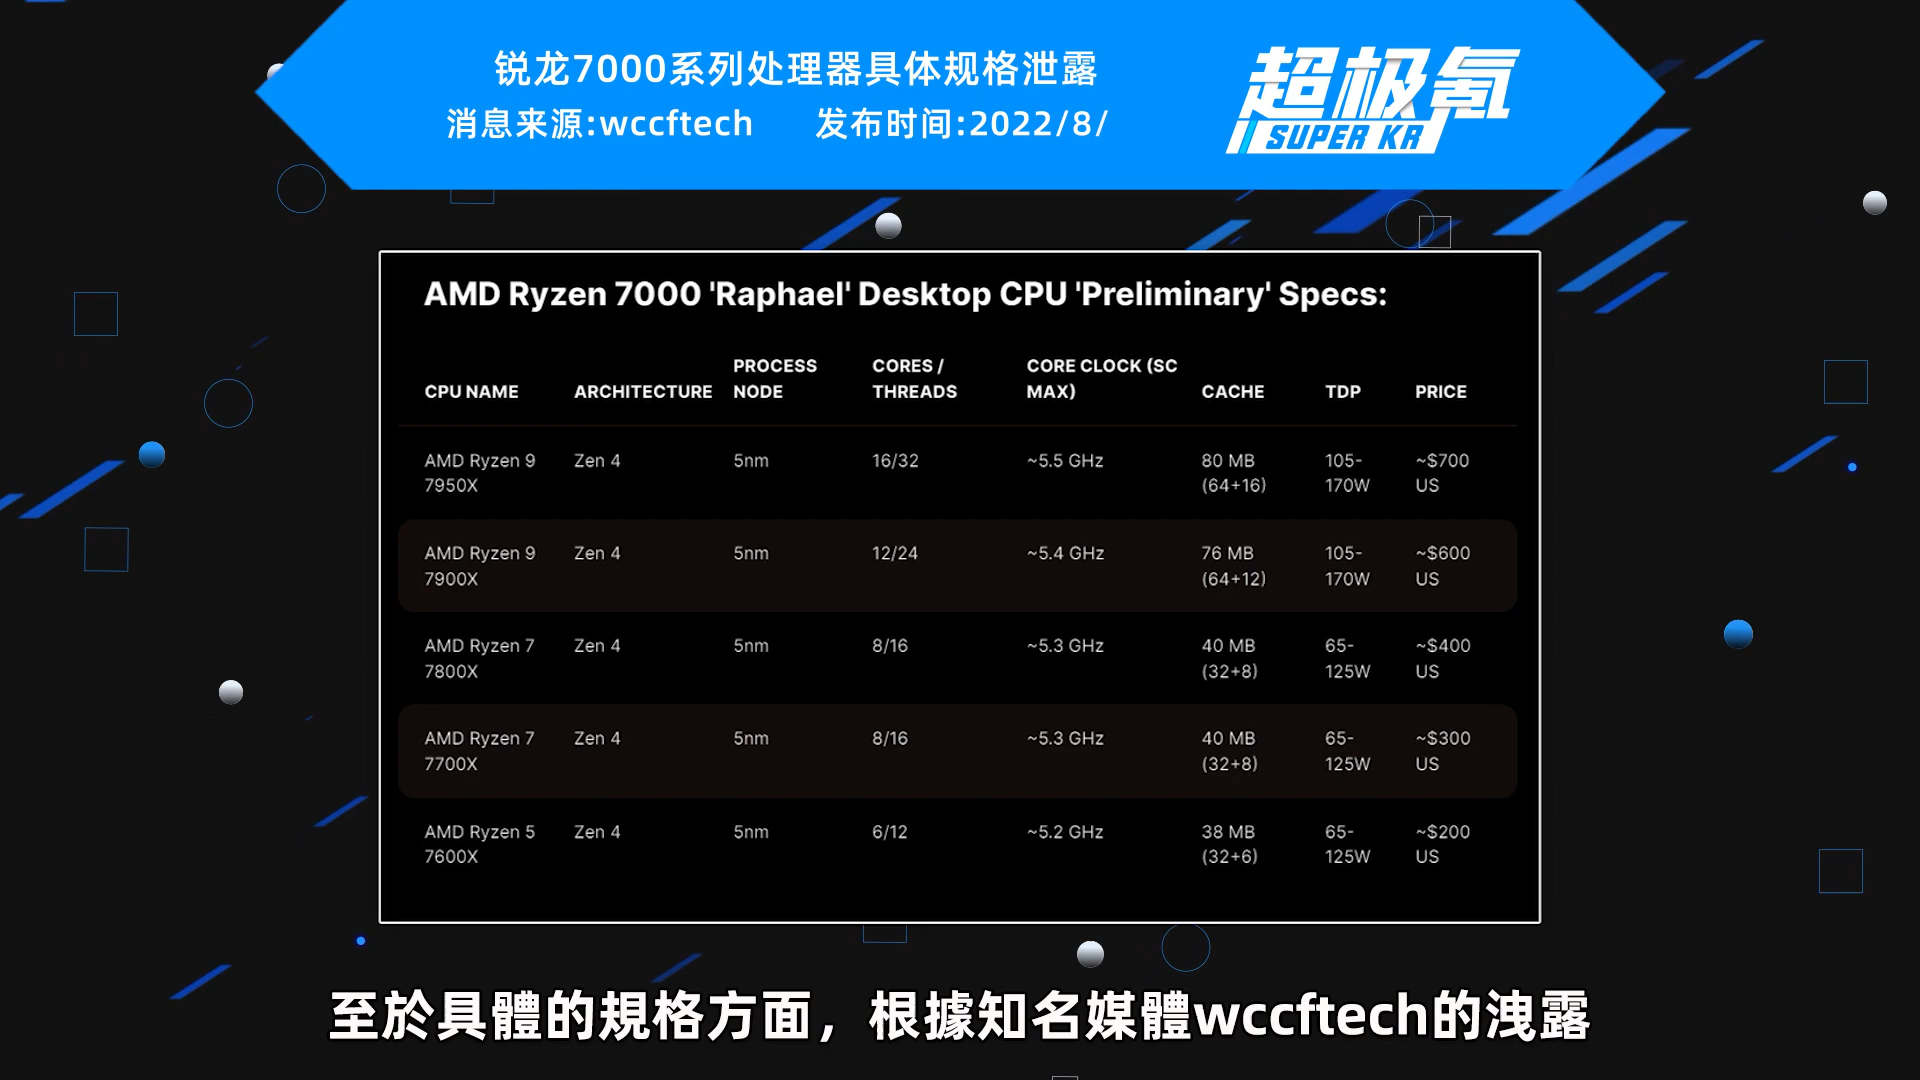 锐龙7000系列处理器具体规格泄露
消息来源:wccftech 发布时间:2022/8/
超极氪
SUPER KR
AMD Ryzen 7000 'Raphael' Desktop CPU 'Preliminary' Specs:
CPU NAME ARCHITECTURE PROCESS NODE CORES / THREADS CORE CLOCK (SC MAX) CACHE TDP PRICE
AMD Ryzen 9 7950X Zen 4 5nm 16/32 ~5.5 GHz 80 MB (64+16) 105-170W ~$700 US
AMD Ryzen 9 7900X Zen 4 5nm 12/24 ~5.4 GHz 76 MB (64+12) 105-170W ~$600 US
AMD Ryzen 7 7800X Zen 4 5nm 8/16 ~5.3 GHz 40 MB (32+8) 65-125W ~$400 US
AMD Ryzen 7 7700X Zen 4 5nm 8/16 ~5.3 GHz 40 MB (32+8) 65-125W ~$300 US
AMD Ryzen 5 7600X Zen 4 5nm 6/12 ~5.2 GHz 38 MB (32+6) 65-125W ~$200 US
至於具體的規格方面，根據知名媒體wccftech的洩露